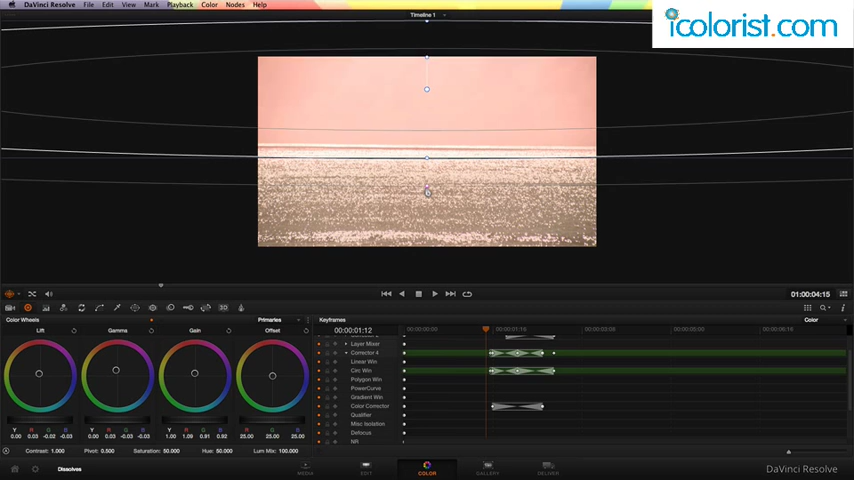 DaVinci Resolve File Edit View Mark Playback Color Nodes Help
icolorist.com
Timeline 1
01:00:04:15
3D
Color Wheels Primaries
Keyframes Color
Lift Gamma Gain Offset
00:00:01:12 00:00:00:00 00:00:01:16 00:00:03:08 00:00:05:00 00:00:06:16
Layer Mixer
Corrector 4
Linear Win
Circ Win
Polygon Win
PowerCurve
Gradient Win
Color Corrector
Qualifier
Misc Isolation
Defocus
NR
Y R G B Y R G B Y R G B R G B
0.00 0.03 -0.02 -0.03 0.00 0.03 -0.03 -0.03 1.00 1.09 0.91 0.92 25.00 25.00 25.00
Contrast: 1.000 Pivot: 0.500 Saturation: 50.000 Hue: 50.000 Lum Mix: 100.000
Dissolves
MEDIA EDIT COLOR GALLERY DELIVER
DaVinci Resolve